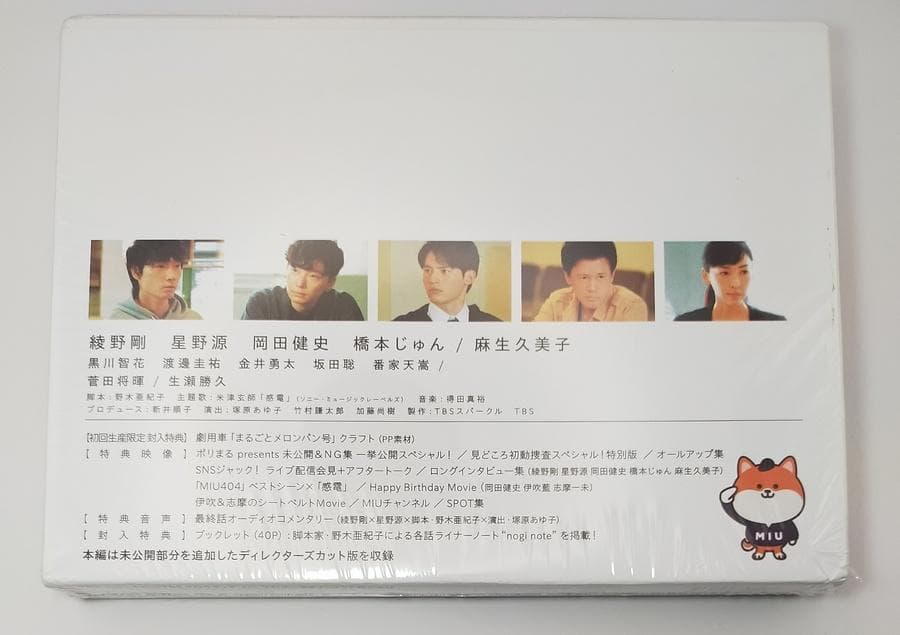 綾野剛 星野源 岡田健史 橋本じゅん / 麻生久美子
黒川智花 渡邊圭祐 金井勇太 坂田聡 番家天嵩 /
菅田将暉 / 生瀬勝久
脚本：野木亜紀子 主題歌：米津玄師「感電」(ソニー・ミュージックレーベルズ) 音楽：得田真裕
プロデュース：新井順子 演出：塚原あゆ子 竹村謙太郎 加藤尚樹 製作：TBSスパークル TBS
【初回生産限定 封入特典】 劇用車「まるごとメロンパン号」クラフト (PP素材)
【特典映像】 ポリまる presents 未公開&NG集 一挙公開スペシャル! / 見どころ初動捜査スペシャル!特別版 / オールアップ集
SNSジャック! ライブ配信会見+アフタートーク / ロングインタビュー集 (綾野剛 星野源 岡田健史 橋本じゅん 麻生久美子)
「MIU404」ベストシーン×「感電」 / Happy Birthday Movie (岡田健史 伊吹藍 志摩一未)
伊吹&志摩のシートベルトMovie / MIUチャンネル / SPOT集
【特典音声】 最終話オーディオコメンタリー (綾野剛×星野源×脚本・野木亜紀子×演出・塚原あゆ子)
【封入特典】 ブックレット (40P)：脚本家・野木亜紀子による各話ライナーノート“nogi note”を掲載!
本編は未公開部分を追加したディレクターズカット版を収録
MIU